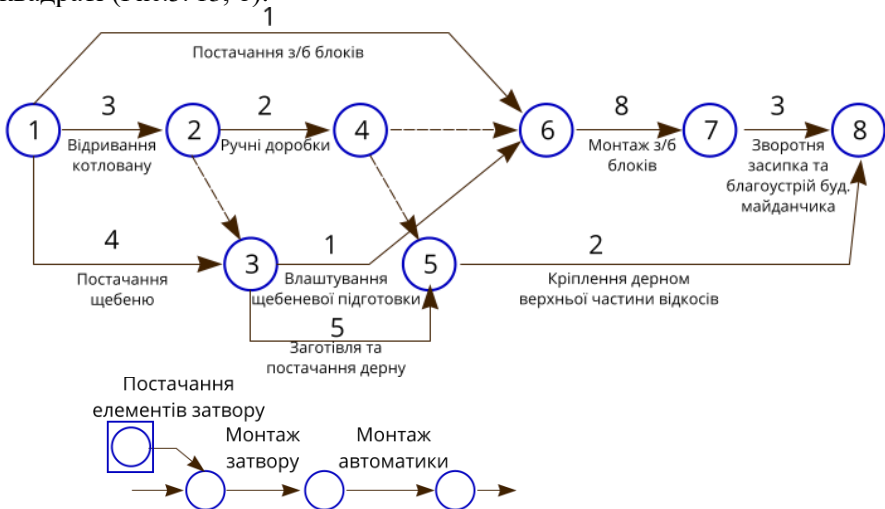 1
Постачання з/б блоків
1
3
Відривання
котловану
2
2
Ручні доробки
4
6
8
Монтаж з/б
блоків
7
3
Зворотня
засипка та
благоустрій буд.
майданчика
8
4
Постачання
щебеню
3
1
Влаштування
щебеневої підготовки
5
2
Кріплення дерном
верхньої частини відкосів
5
Заготівля та
постачання дерну
Постачання
елементів затвору
Монтаж
затвору
Монтаж
автоматики